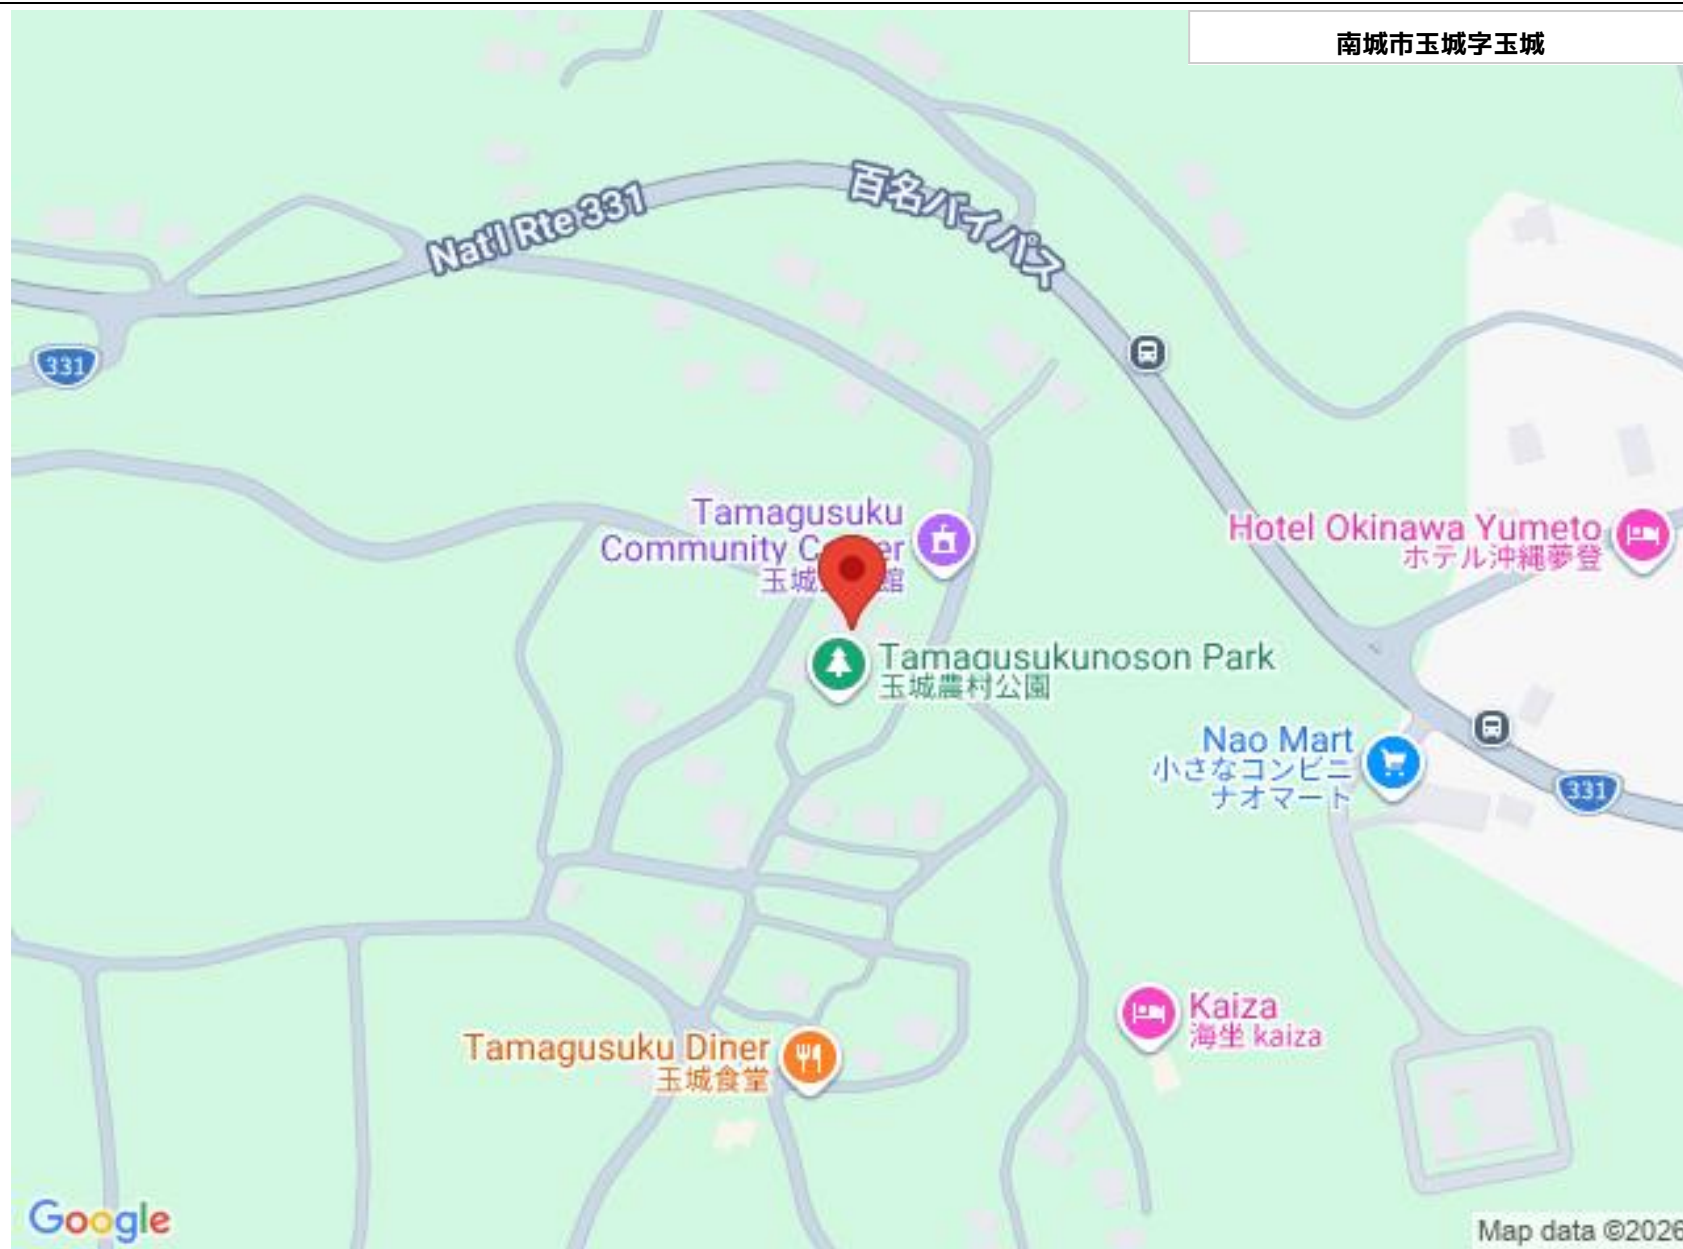 南城市玉城字玉城
Nat'l Rte 331
百名バイパス
331
Tamagusuku
Community C   er
玉城   館
Hotel Okinawa Yumeto
ホテル沖縄夢登
Tamagusukunoson Park
玉城農村公園
Nao Mart
小さなコンビニ
ナオマート
331
Kaiza
海坐 kaiza
Tamagusuku Diner
玉城食堂
Google
Map data ©2026